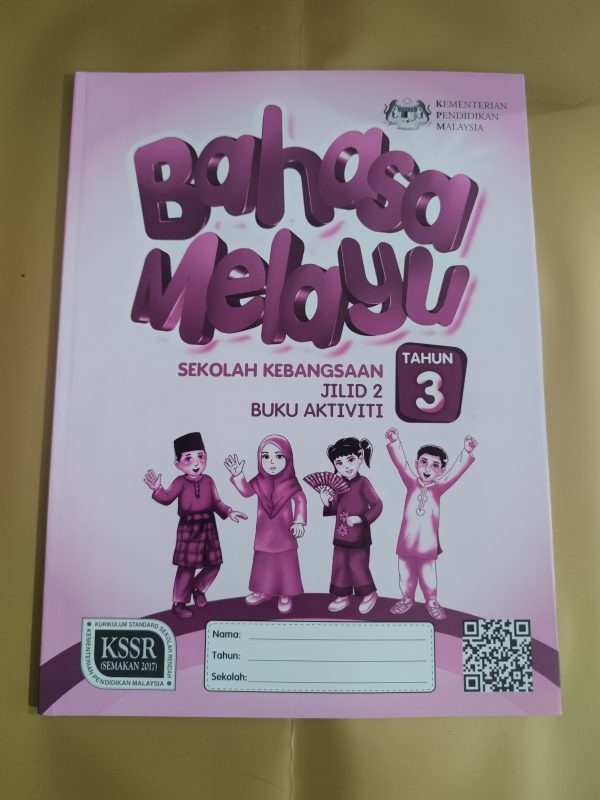 KEMENTERIAN
PENDIDIKAN
MALAYSIA
Bahasa
Melayu
SEKOLAH KEBANGSAAN
JILID 2
BUKU AKTIVITI
TAHUN
3
KURIKULUM STANDARD SEKOLAH RENDAH
KSSR
(SEMAKAN 2017)
KEMENTERIAN PENDIDIKAN MALAYSIA
Nama:
Tahun:
Sekolah: